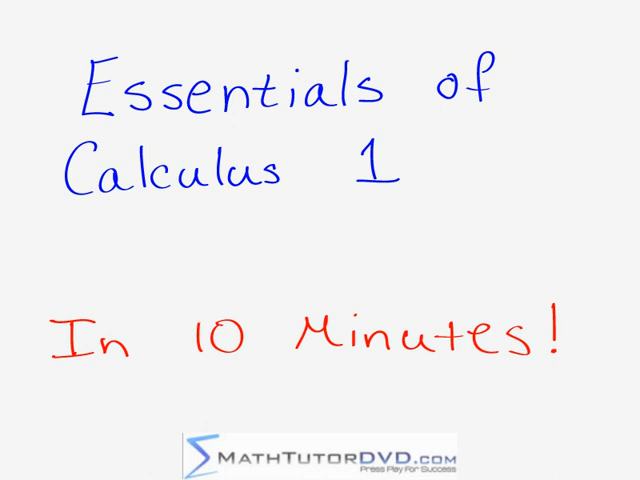 Essentials of
Calculus 1
In 10 Minutes!
MATHTUTORDVD.COM
Press Play For Success